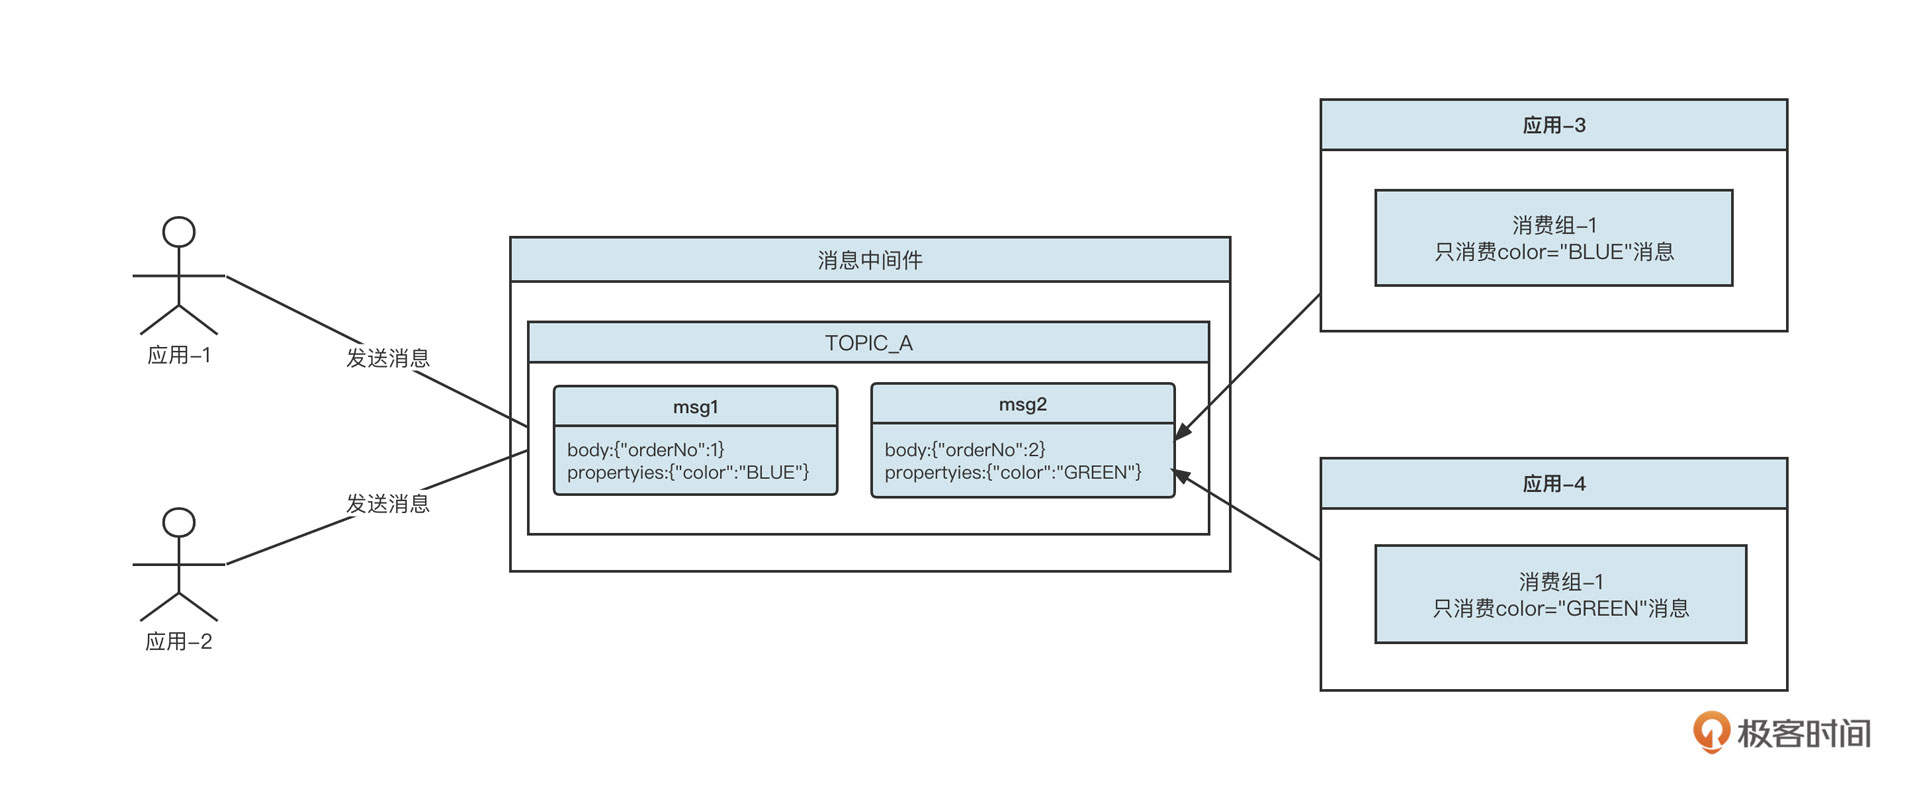 应用-1
发送消息
应用-2
发送消息
消息中间件
TOPIC_A
msg1
body:{"orderNo":1}
propertyies:{"color":"BLUE"}
msg2
body:{"orderNo":2}
propertyies:{"color":"GREEN"}
应用-3
消费组-1
只消费color="BLUE"消息
应用-4
消费组-1
只消费color="GREEN"消息
极客时间